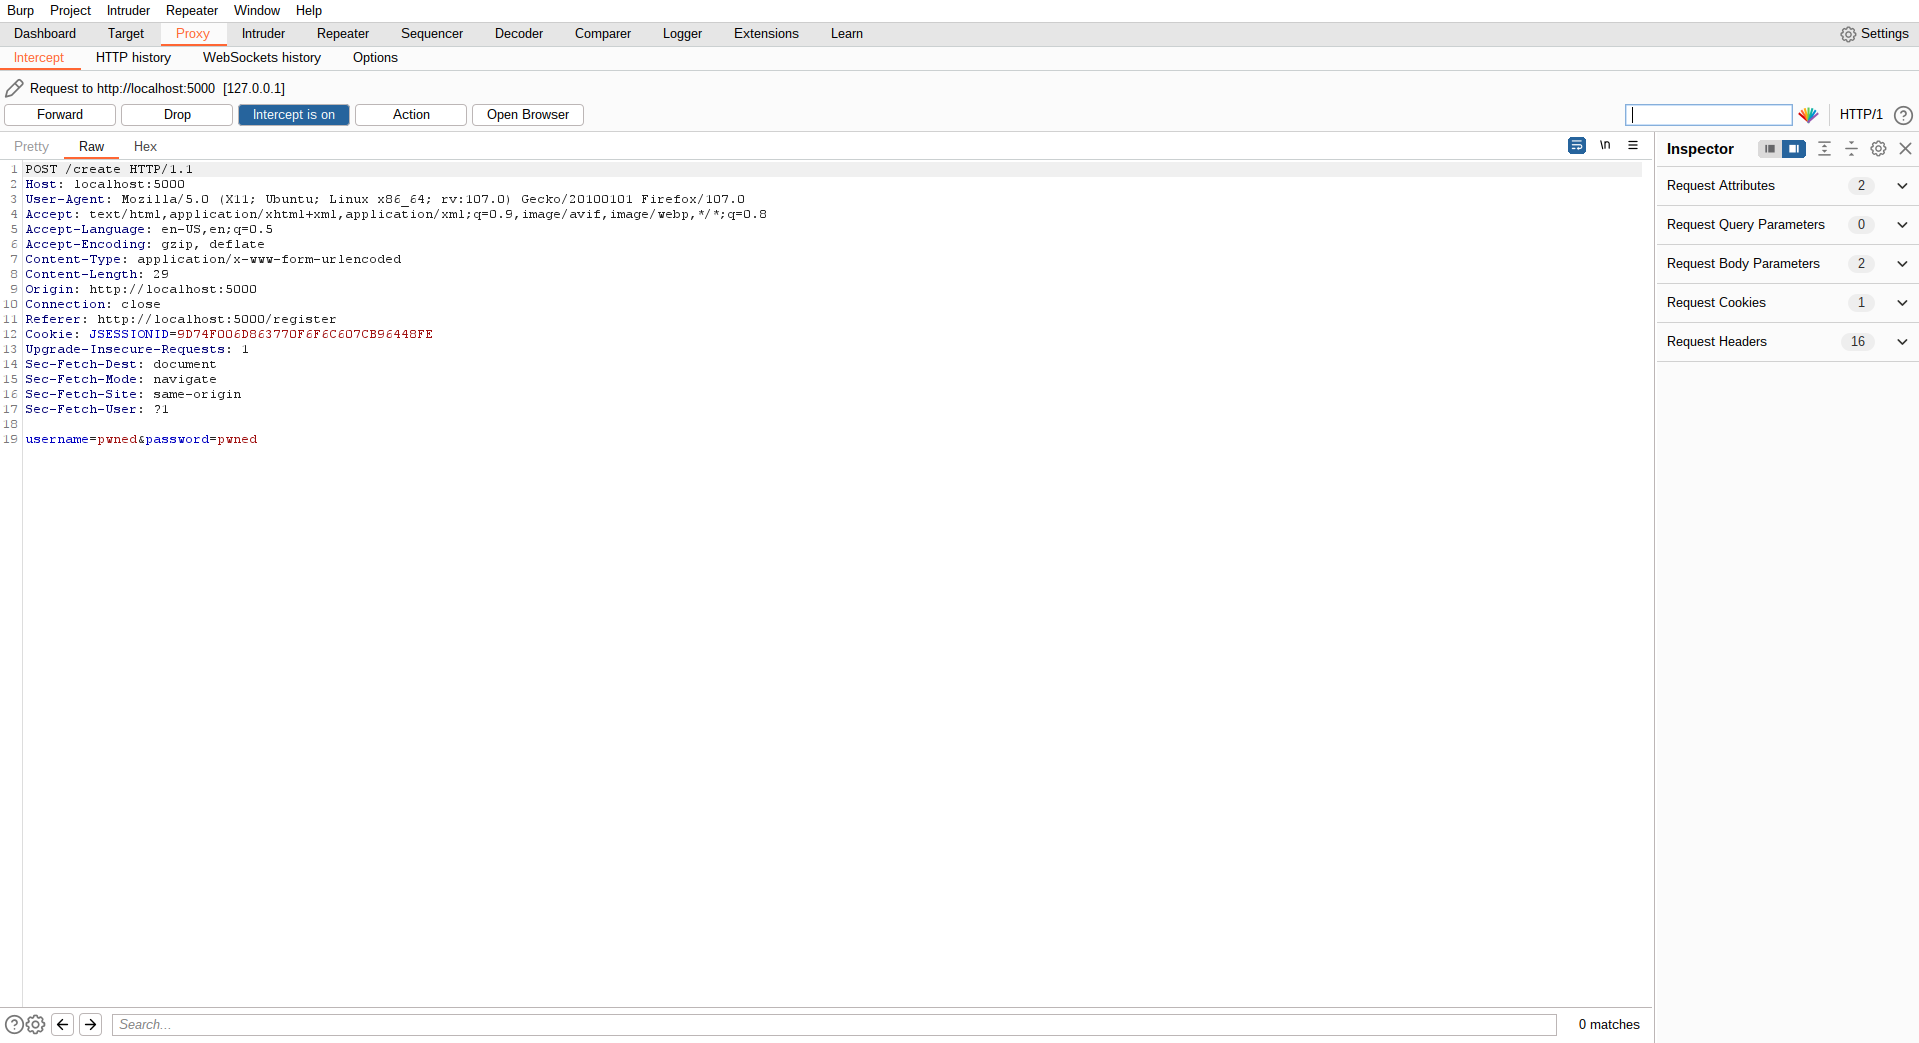 Burp Project Intruder Repeater Window Help
Dashboard Target Proxy Intruder Repeater Sequencer Decoder Comparer Logger Extensions Learn Settings
Intercept HTTP history WebSockets history Options
Request to http://localhost:5000 [127.0.0.1]
Forward Drop Intercept is on Action Open Browser HTTP/1 ?
Pretty Raw Hex \n
Inspector
Request Attributes 2
Request Query Parameters 0
Request Body Parameters 2
Request Cookies 1
Request Headers 16
1 POST /create HTTP/1.1
2 Host: localhost:5000
3 User-Agent: Mozilla/5.0 (X11; Ubuntu; Linux x86_64; rv:107.0) Gecko/20100101 Firefox/107.0
4 Accept: text/html,application/xhtml+xml,application/xml;q=0.9,image/avif,image/webp,*/*;q=0.8
5 Accept-Language: en-US,en;q=0.5
6 Accept-Encoding: gzip, deflate
7 Content-Type: application/x-www-form-urlencoded
8 Content-Length: 29
9 Origin: http://localhost:5000
10 Connection: close
11 Referer: http://localhost:5000/register
12 Cookie: JSESSIONID=9D74F006D863770F6F6C607CB96448FE
13 Upgrade-Insecure-Requests: 1
14 Sec-Fetch-Dest: document
15 Sec-Fetch-Mode: navigate
16 Sec-Fetch-Site: same-origin
17 Sec-Fetch-User: ?1
18
19 username=pwned&password=pwned
? Search... 0 matches